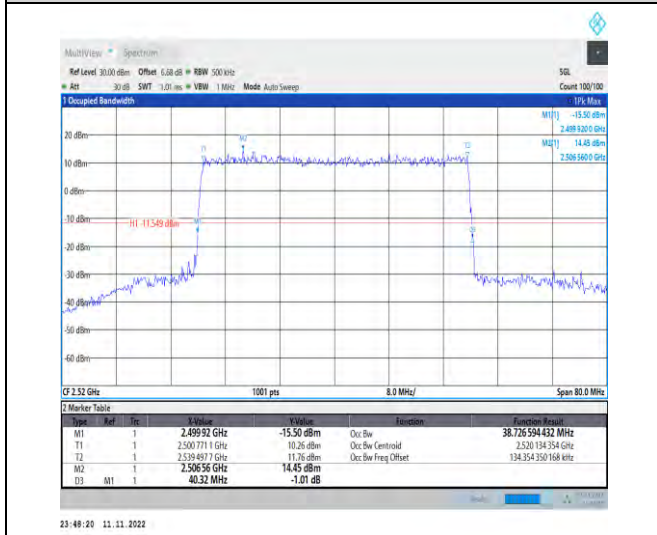 MultiView Spectrum
Ref Level 30.00 dBm Offset 6.68 dB RBW 500 kHz SGL
Att 30 dB SWT 1.01 ms VBW 1 MHz Mode Auto Sweep Count 100/100
1 Occupied Bandwidth 1Pk Max
M1[1] -15.50 dBm
2.499 920 0 GHz
M2[1] 14.45 dBm
2.506 560 0 GHz
20 dBm
M2
T1
T2
10 dBm
0 dBm
-10 dBm
H1 -11.549 dBm
M1
D3
-20 dBm
-30 dBm
-40 dBm
-50 dBm
-60 dBm
CF 2.52 GHz 1001 pts 8.0 MHz/ Span 80.0 MHz
2 Marker Table
Type Ref Trc X-Value Y-Value Function Function Result
M1 1 2.499 92 GHz -15.50 dBm Occ Bw 38.726 594 432 MHz
T1 1 2.500 771 1 GHz 10.26 dBm Occ Bw Centroid 2.520 134 354 GHz
T2 1 2.539 497 7 GHz 11.76 dBm Occ Bw Freq Offset 134.354 350 168 kHz
M2 1 2.506 56 GHz 14.45 dBm
D3 M1 1 40.32 MHz -1.01 dB
23:48:20 11.11.2022